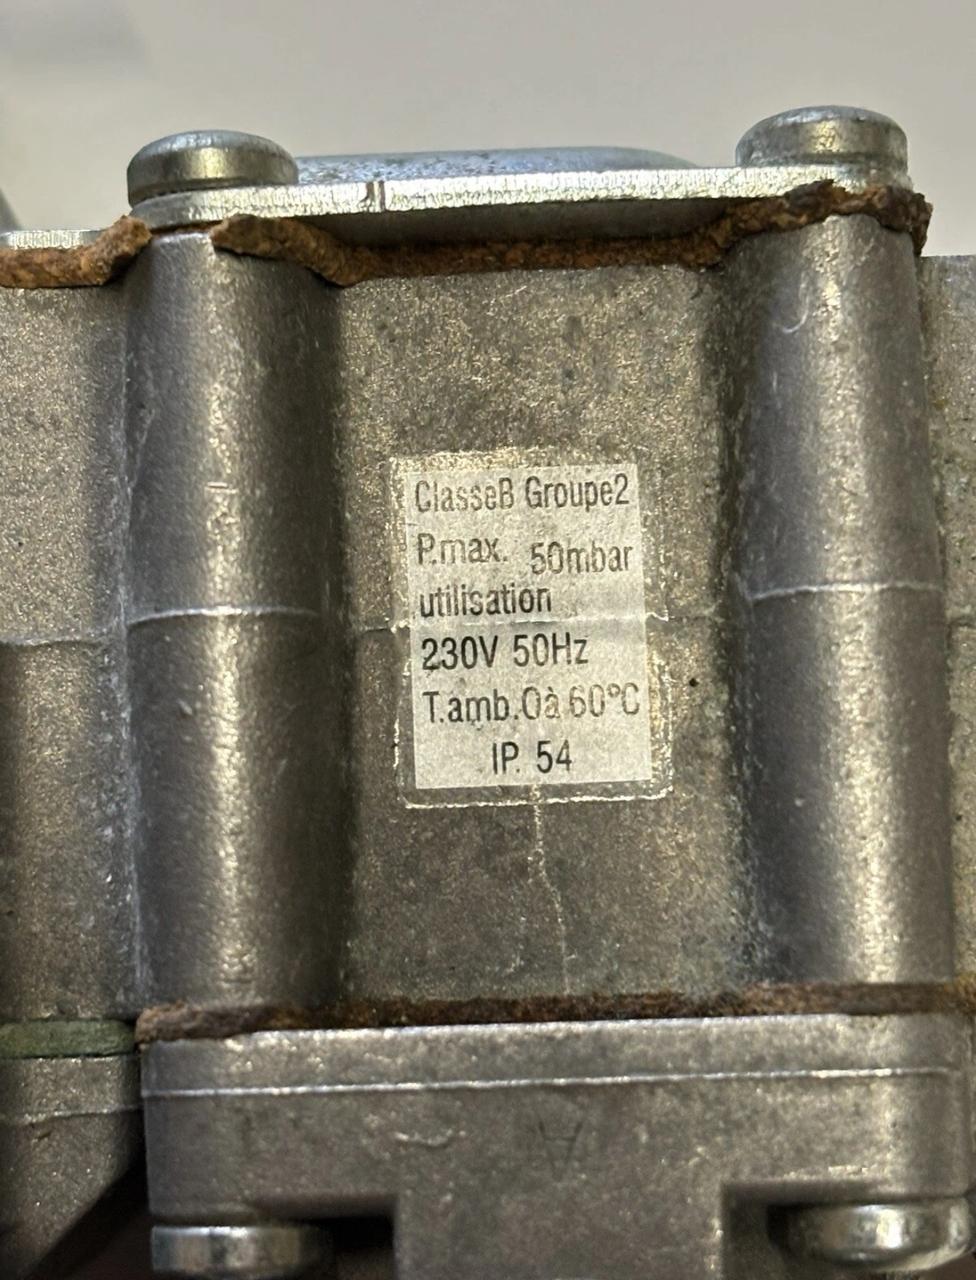 ClasseB Groupe2
P.max. 50mbar
utilisation
230V 50Hz
T.amb.0à 60°C
IP. 54